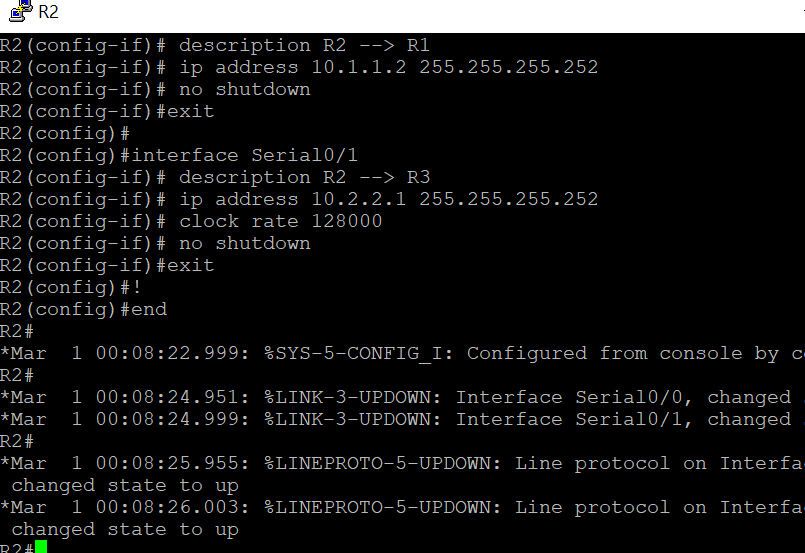 R2
R2(config-if)# description R2 --> R1
R2(config-if)# ip address 10.1.1.2 255.255.255.252
R2(config-if)# no shutdown
R2(config-if)#exit
R2(config)#
R2(config)#interface Serial0/1
R2(config-if)# description R2 --> R3
R2(config-if)# ip address 10.2.2.1 255.255.255.252
R2(config-if)# clock rate 128000
R2(config-if)# no shutdown
R2(config-if)#exit
R2(config)#!
R2(config)#end
R2#
*Mar  1 00:08:22.999: %SYS-5-CONFIG_I: Configured from console by
R2#
*Mar  1 00:08:24.951: %LINK-3-UPDOWN: Interface Serial0/0, changed
*Mar  1 00:08:24.999: %LINK-3-UPDOWN: Interface Serial0/1, changed
R2#
*Mar  1 00:08:25.955: %LINEPROTO-5-UPDOWN: Line protocol on Interfa
 changed state to up
*Mar  1 00:08:26.003: %LINEPROTO-5-UPDOWN: Line protocol on Interfa
 changed state to up
R2#